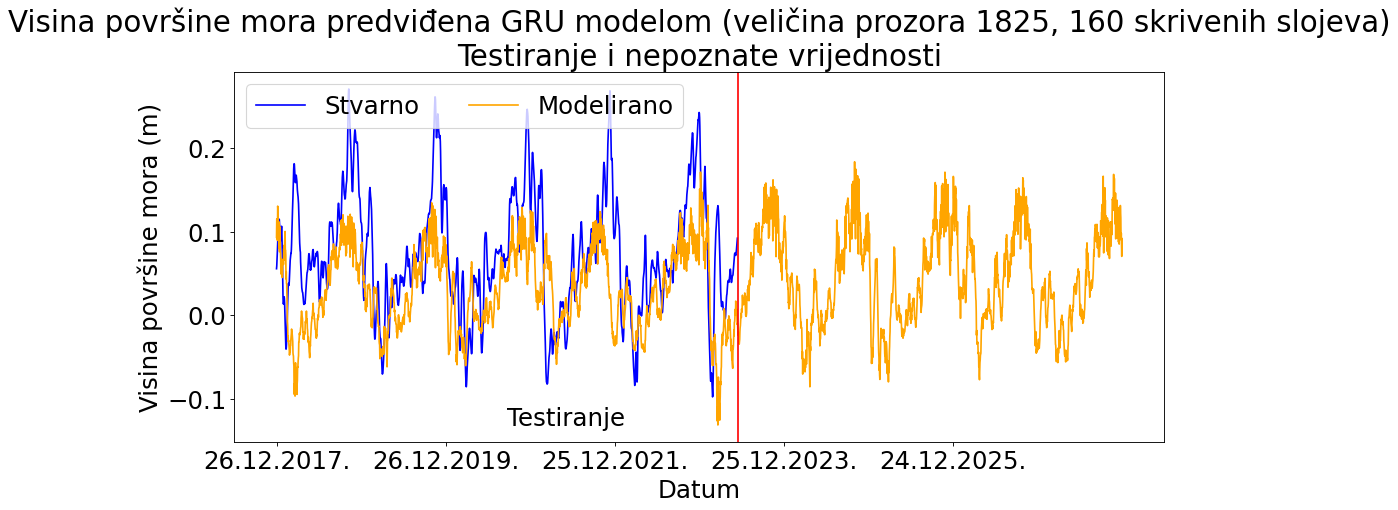 Visina površine mora predviđena GRU modelom (veličina prozora 1825, 160 skrivenih slojeva)
Testiranje i nepoznate vrijednosti
Stvarno
Modelirano
Visina površine mora (m)
0.2
0.1
0.0
−0.1
Testiranje
26.12.2017.
26.12.2019.
25.12.2021.
25.12.2023.
24.12.2025.
Datum